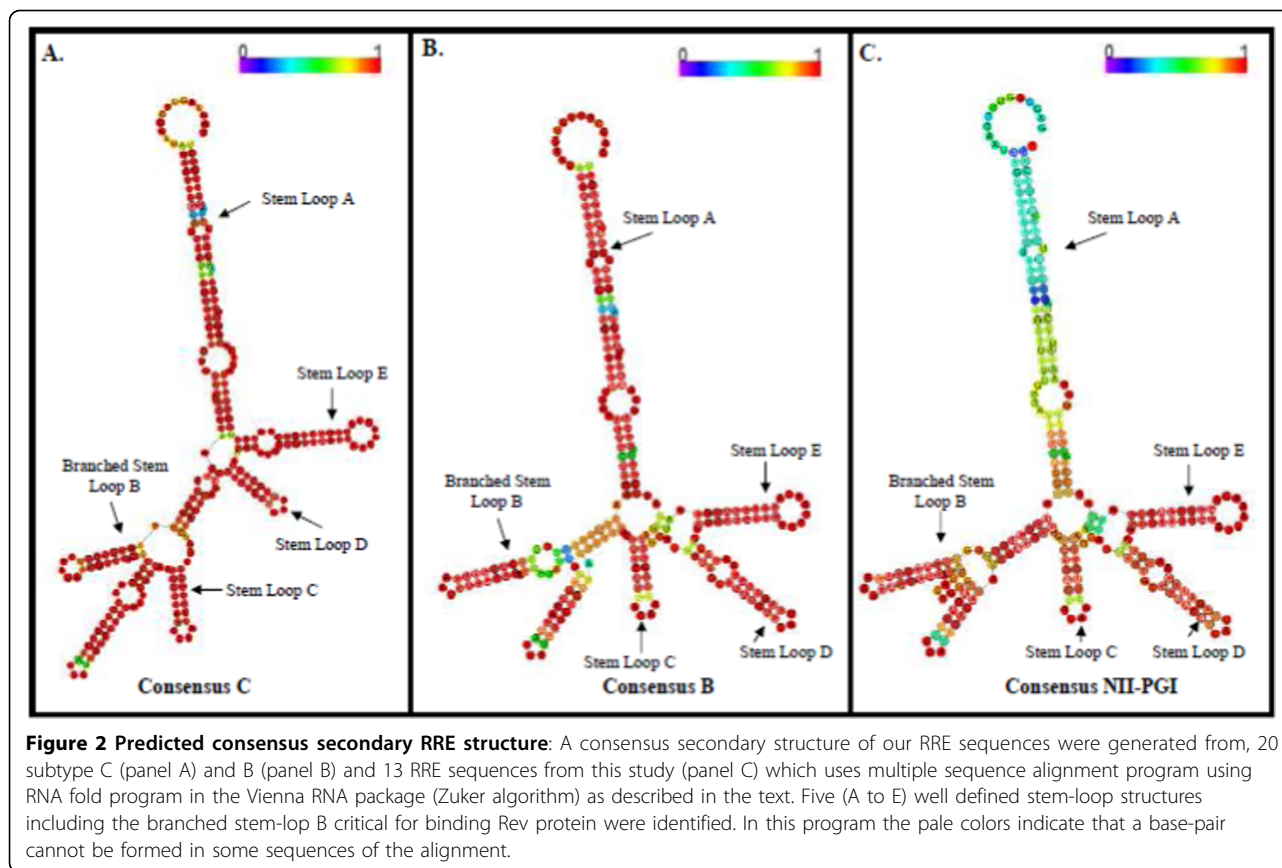 A.
0 1
Stem Loop A
Stem Loop E
Branched Stem
Loop B
Stem Loop D
Stem Loop C
Consensus C
B.
0 1
Stem Loop A
Stem Loop E
Branched Stem
Loop B
Stem Loop D
Stem Loop C
Consensus B
C.
0 1
Stem Loop A
Stem Loop E
Branched Stem
Loop B
Stem Loop C
Stem Loop D
Consensus NII-PGI
Figure 2 Predicted consensus secondary RRE structure: A consensus secondary structure of our RRE sequences were generated from, 20
subtype C (panel A) and B (panel B) and 13 RRE sequences from this study (panel C) which uses multiple sequence alignment program using
RNA fold program in the Vienna RNA package (Zuker algorithm) as described in the text. Five (A to E) well defined stem-loop structures
including the branched stem-lop B critical for binding Rev protein were identified. In this program the pale colors indicate that a base-pair
cannot be formed in some sequences of the alignment.